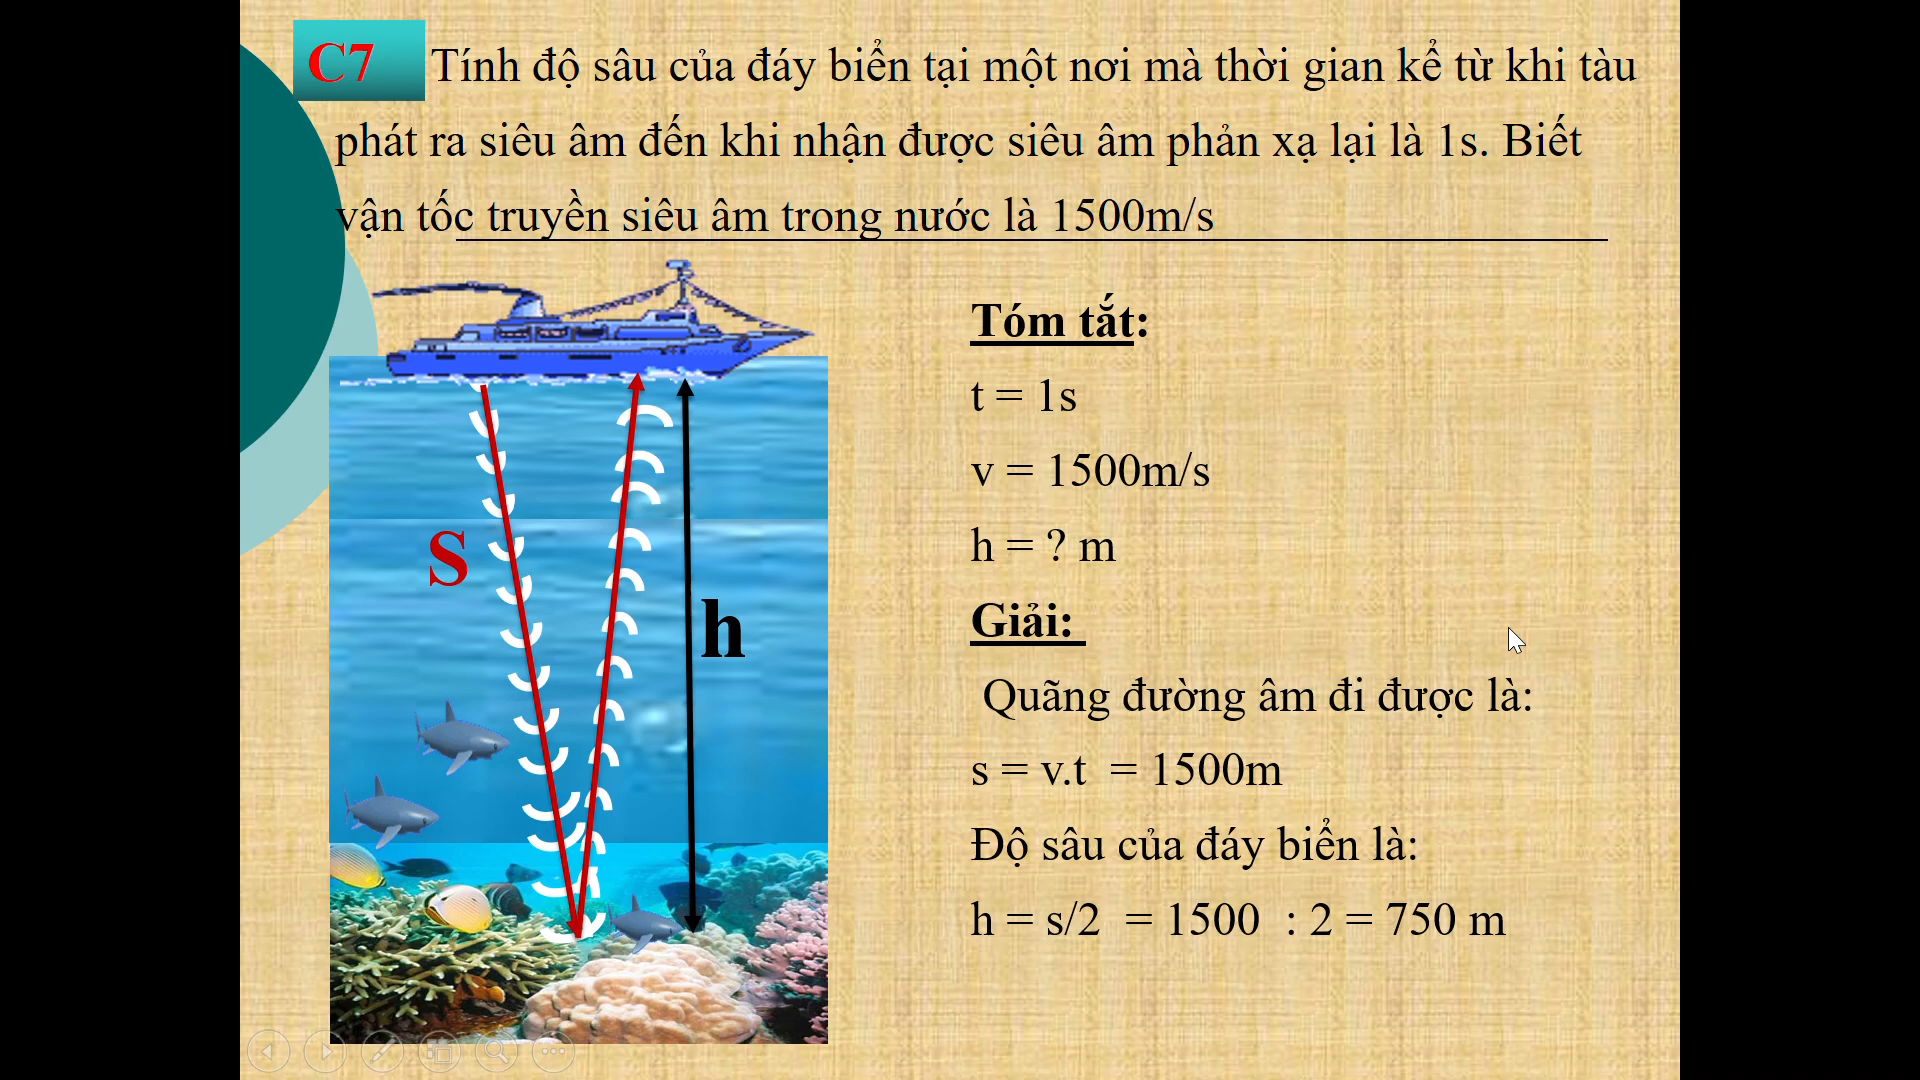 C7 Tính độ sâu của đáy biển tại một nơi mà thời gian kể từ khi tàu
phát ra siêu âm đến khi nhận được siêu âm phản xạ lại là 1s. Biết
vận tốc truyền siêu âm trong nước là 1500m/s
Tóm tắt:
t = 1s
v = 1500m/s
h = ? m
S
h
Giải:
Quãng đường âm đi được là:
s = v.t = 1500m
Độ sâu của đáy biển là:
h = s/2 = 1500 : 2 = 750 m